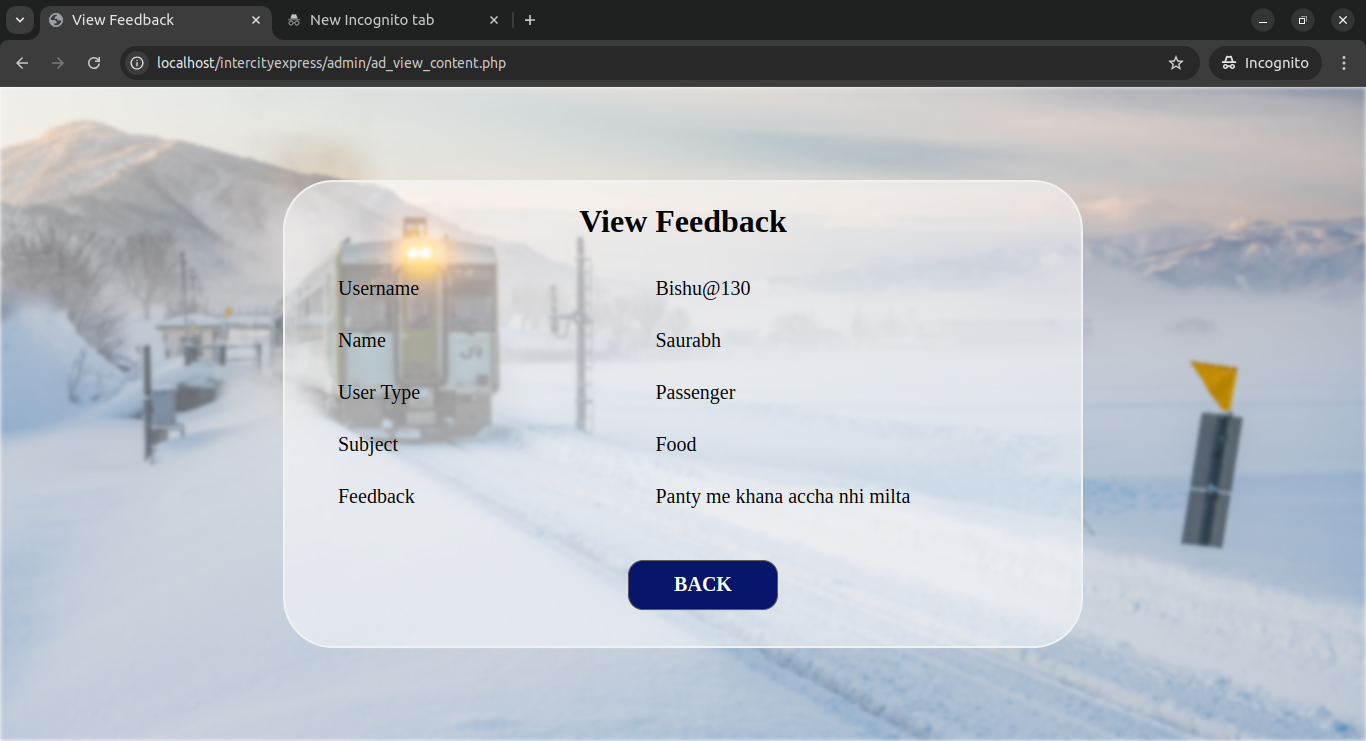 View Feedback
New Incognito tab
localhost/intercityexpress/admin/ad_view_content.php
Incognito
View Feedback
Username Bishu@130
Name Saurabh
User Type Passenger
Subject Food
Feedback Panty me khana accha nhi milta
BACK